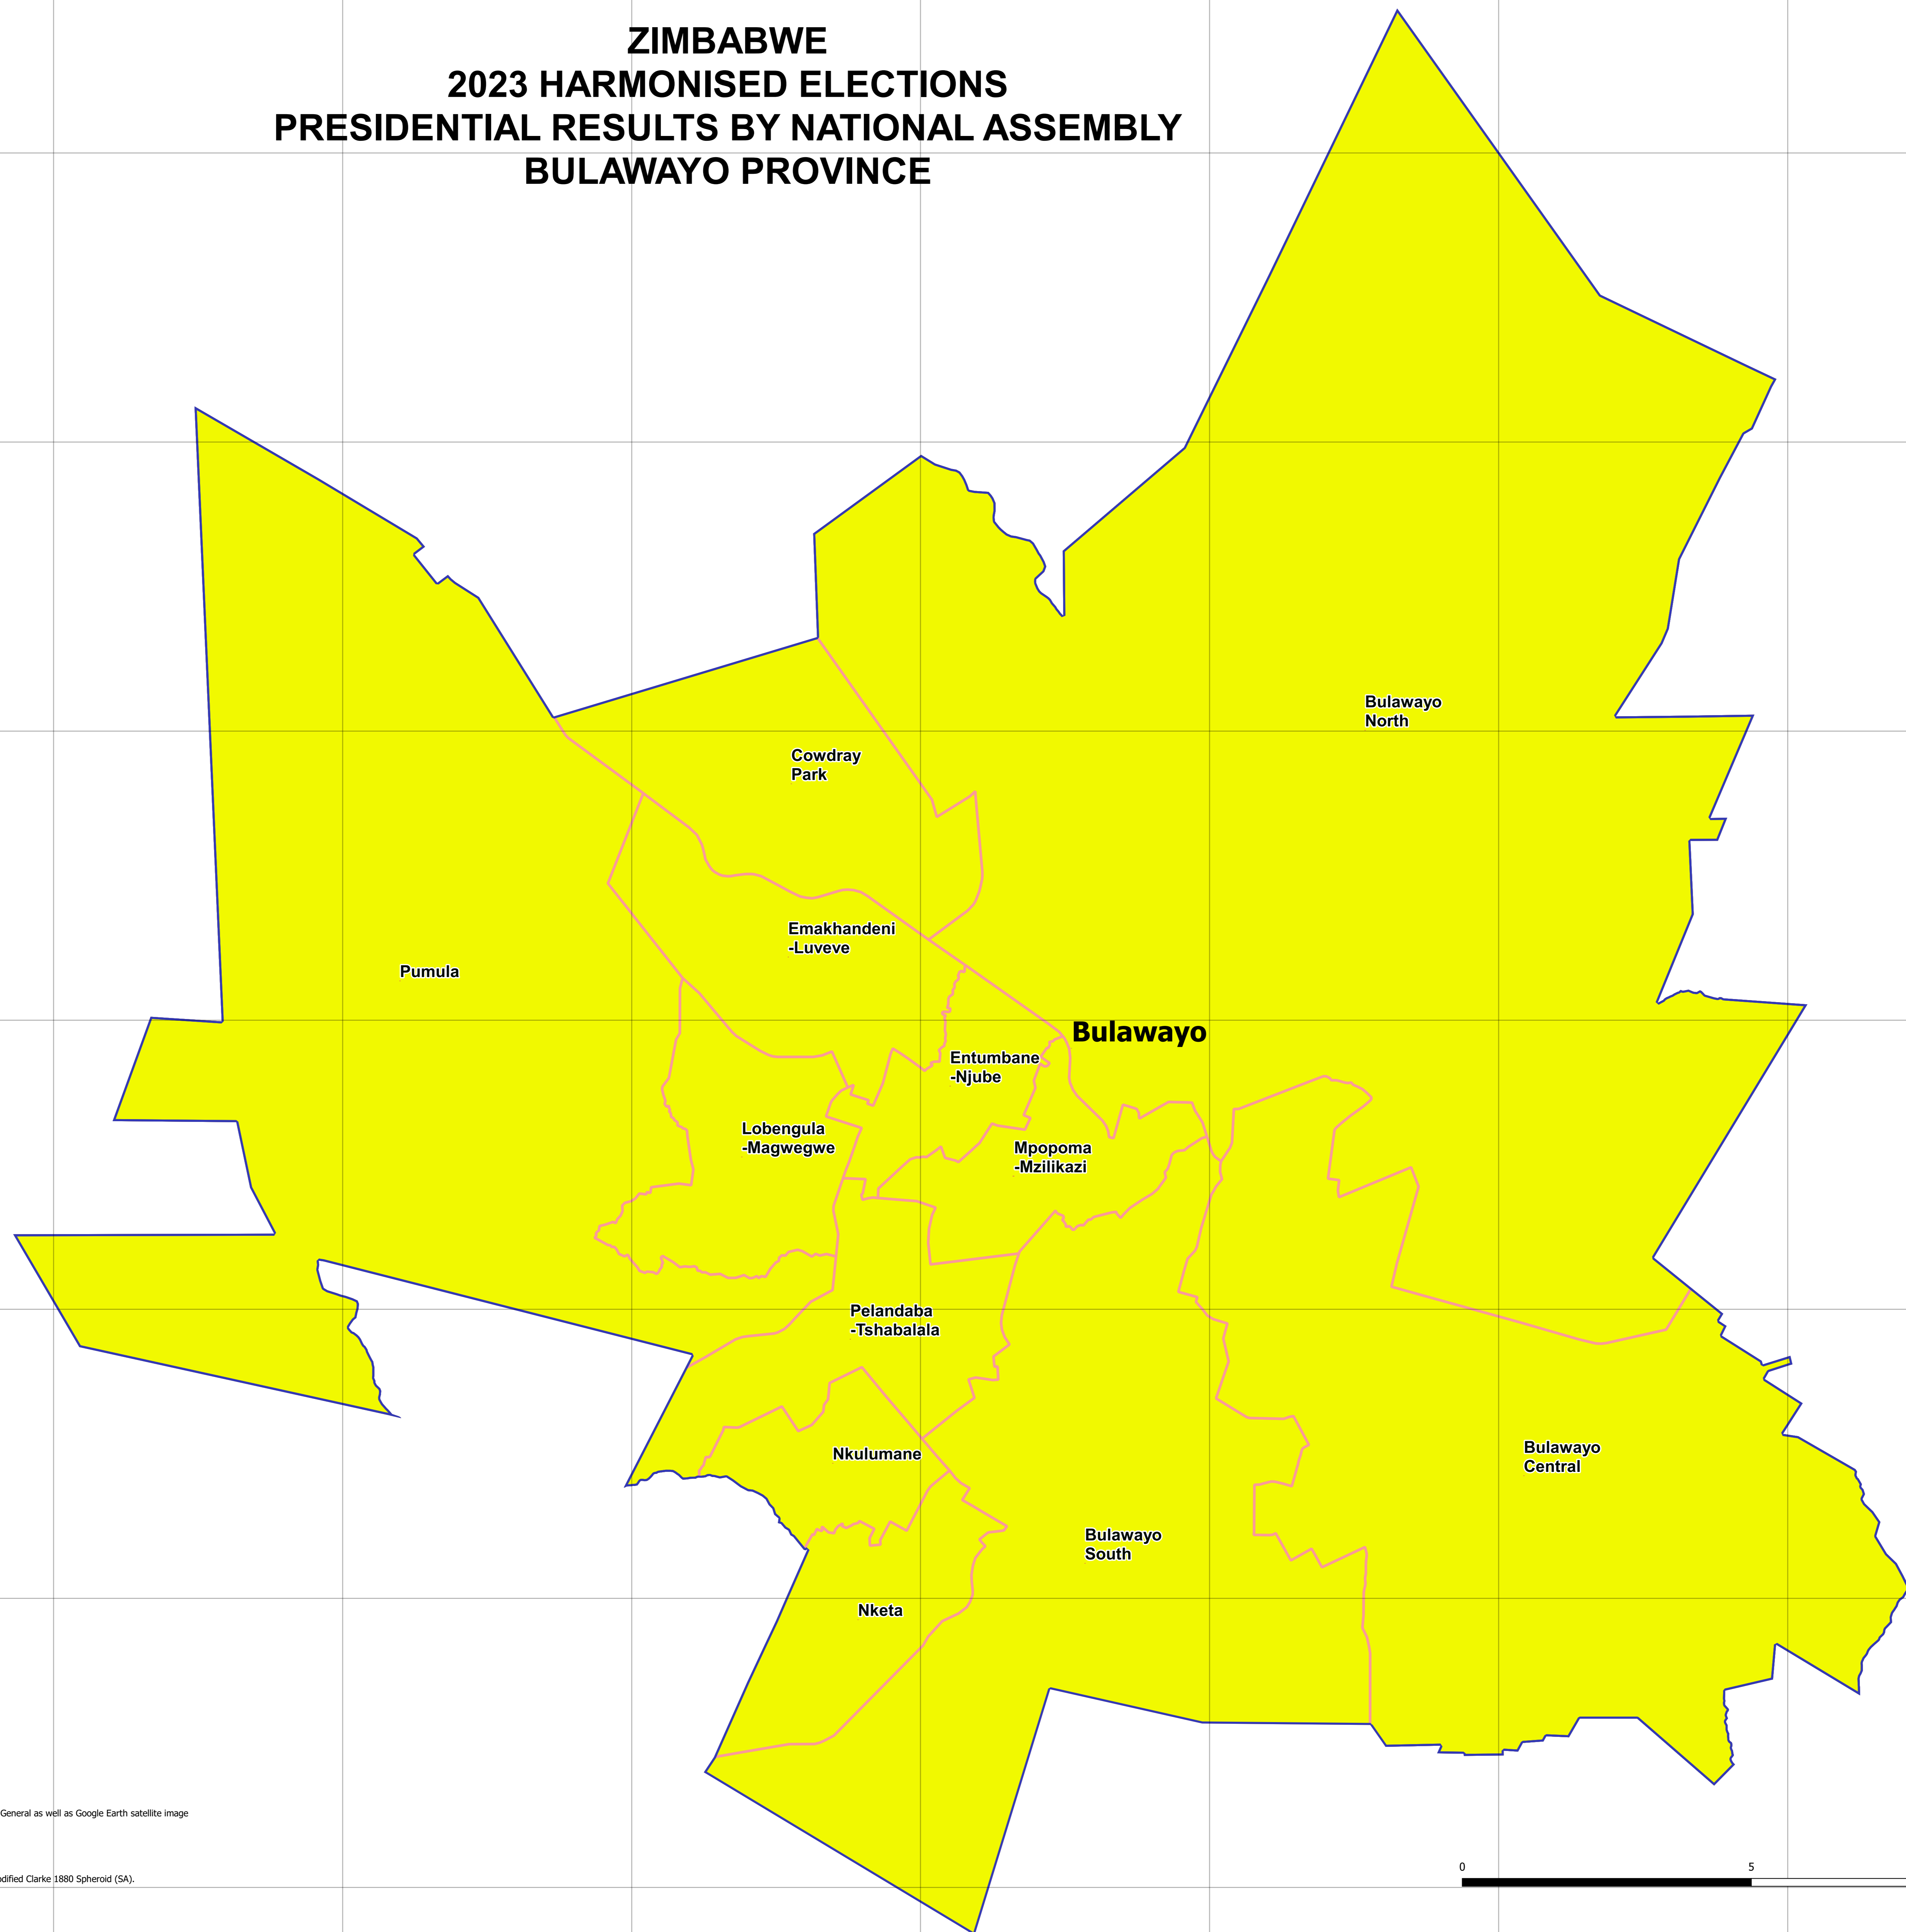 ZIMBABWE
2023 HARMONISED ELECTIONS
PRESIDENTIAL RESULTS BY NATIONAL ASSEMBLY
BULAWAYO PROVINCE
Bulawayo
North
Cowdray
Park
Emakhandeni
-Luveve
Pumula
Bulawayo
Entumbane
-Njube
Lobengula
-Magwegwe
Mpopoma
-Mzilikazi
Pelandaba
-Tshabalala
Nkulumane
Bulawayo
Central
Bulawayo
South
Nketa
General as well as Google Earth satellite image
0 5
dified Clarke 1880 Spheroid (SA).